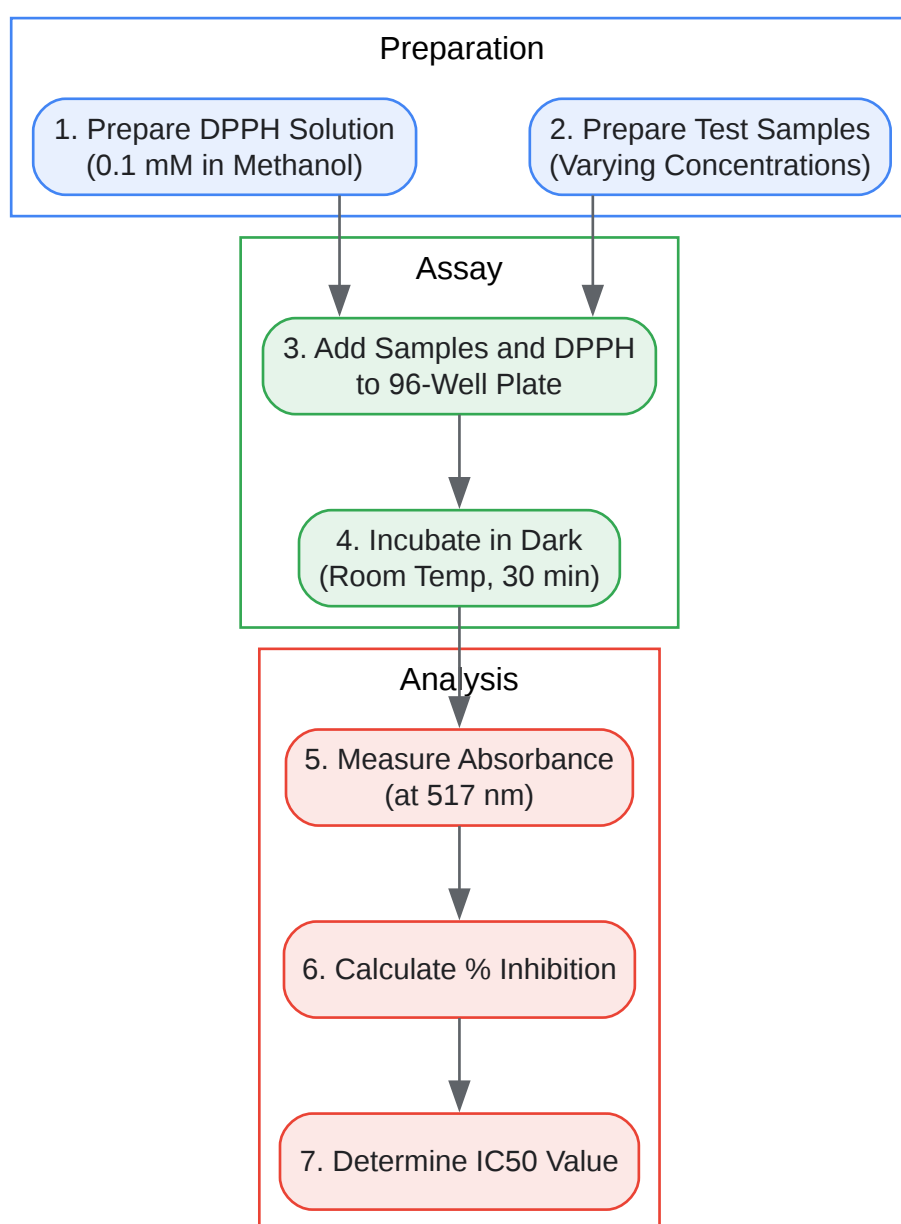 Preparation
1. Prepare DPPH Solution
(0.1 mM in Methanol)
2. Prepare Test Samples
(Varying Concentrations)
Assay
3. Add Samples and DPPH
to 96-Well Plate
4. Incubate in Dark
(Room Temp, 30 min)
Analysis
5. Measure Absorbance
(at 517 nm)
6. Calculate % Inhibition
7. Determine IC50 Value